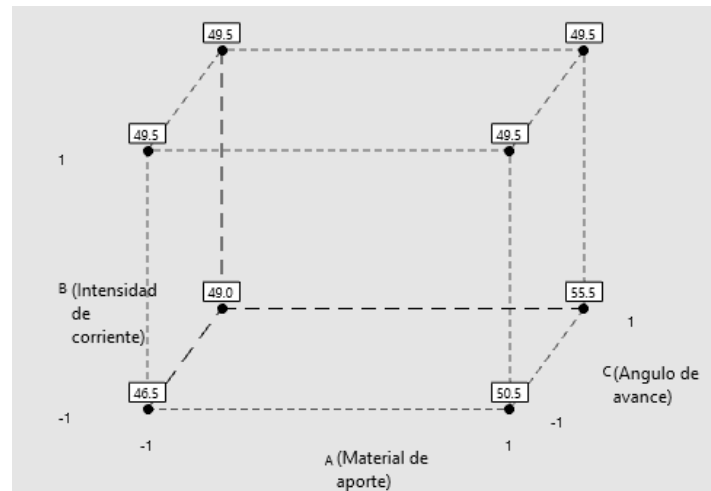 49.5
49.5
49.5
49.5
1
B (Intensidad
de
corriente)
49.0
55.5
1
C (Angulo de
avance)
46.5
50.5
-1
-1
-1
1
A (Material de
aporte)